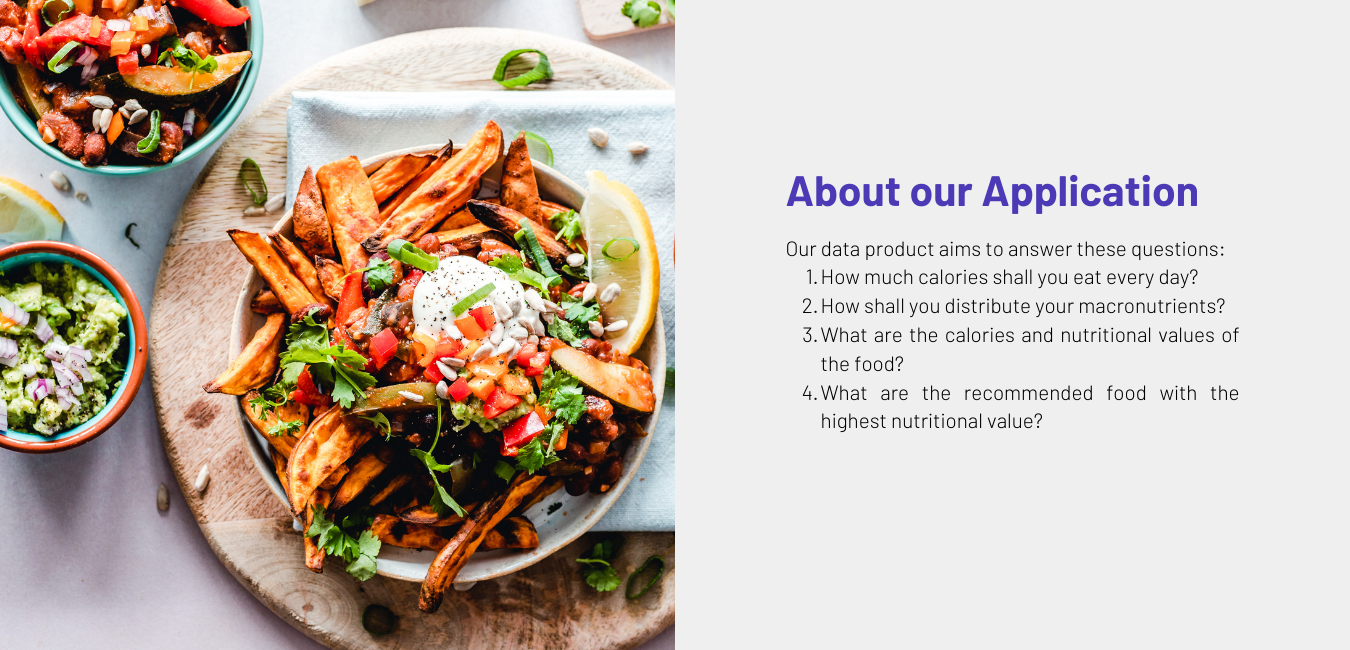 About our Application
Our data product aims to answer these questions:
1. How much calories shall you eat every day?
2. How shall you distribute your macronutrients?
3. What are the calories and nutritional values of
the food?
4. What are the recommended food with the
highest nutritional value?